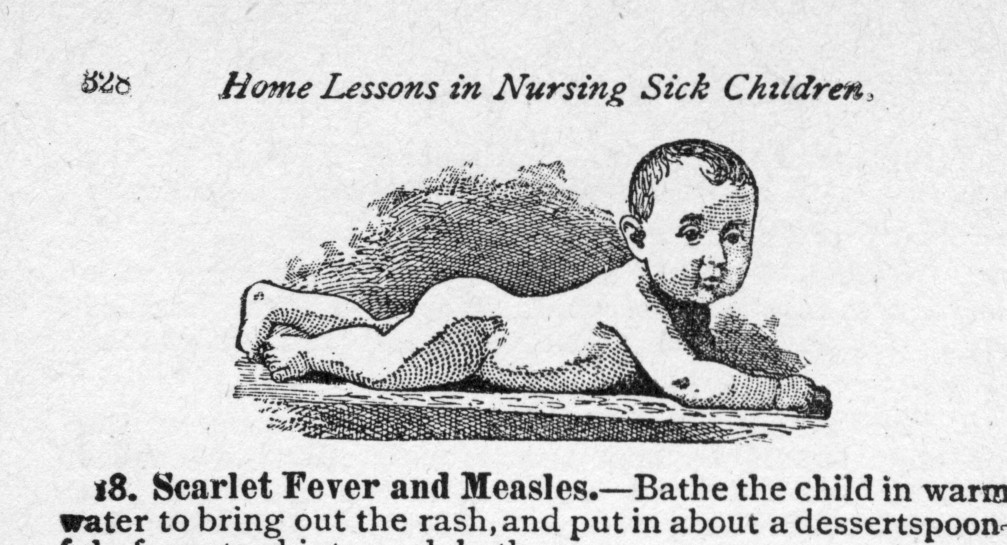 328 Home Lessons in Nursing Sick Children.
18. Scarlet Fever and Measles.—Bathe the child in warm
water to bring out the rash, and put in about a dessertspoon-